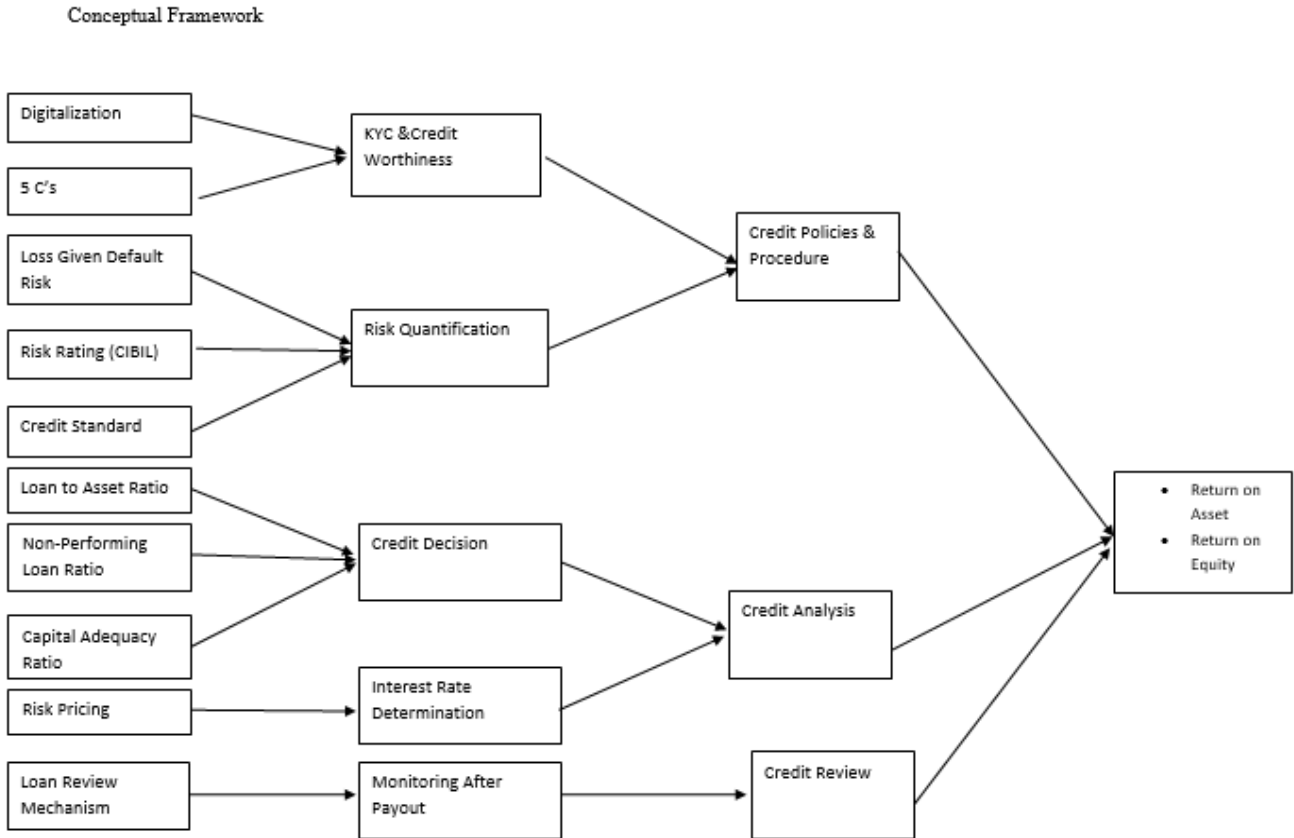 Conceptual Framework
Digitalization
5 C's
Loss Given Default
Risk
Risk Rating (CIBIL)
Credit Standard
Loan to Asset Ratio
Non-Performing
Loan Ratio
Capital Adequacy
Ratio
Risk Pricing
Loan Review
Mechanism
KYC &Credit
Worthiness
Risk Quantification
Credit Decision
Interest Rate
Determination
Monitoring After
Payout
Credit Policies &
Procedure
Credit Analysis
Credit Review
• Return on
Asset
• Return on
Equity